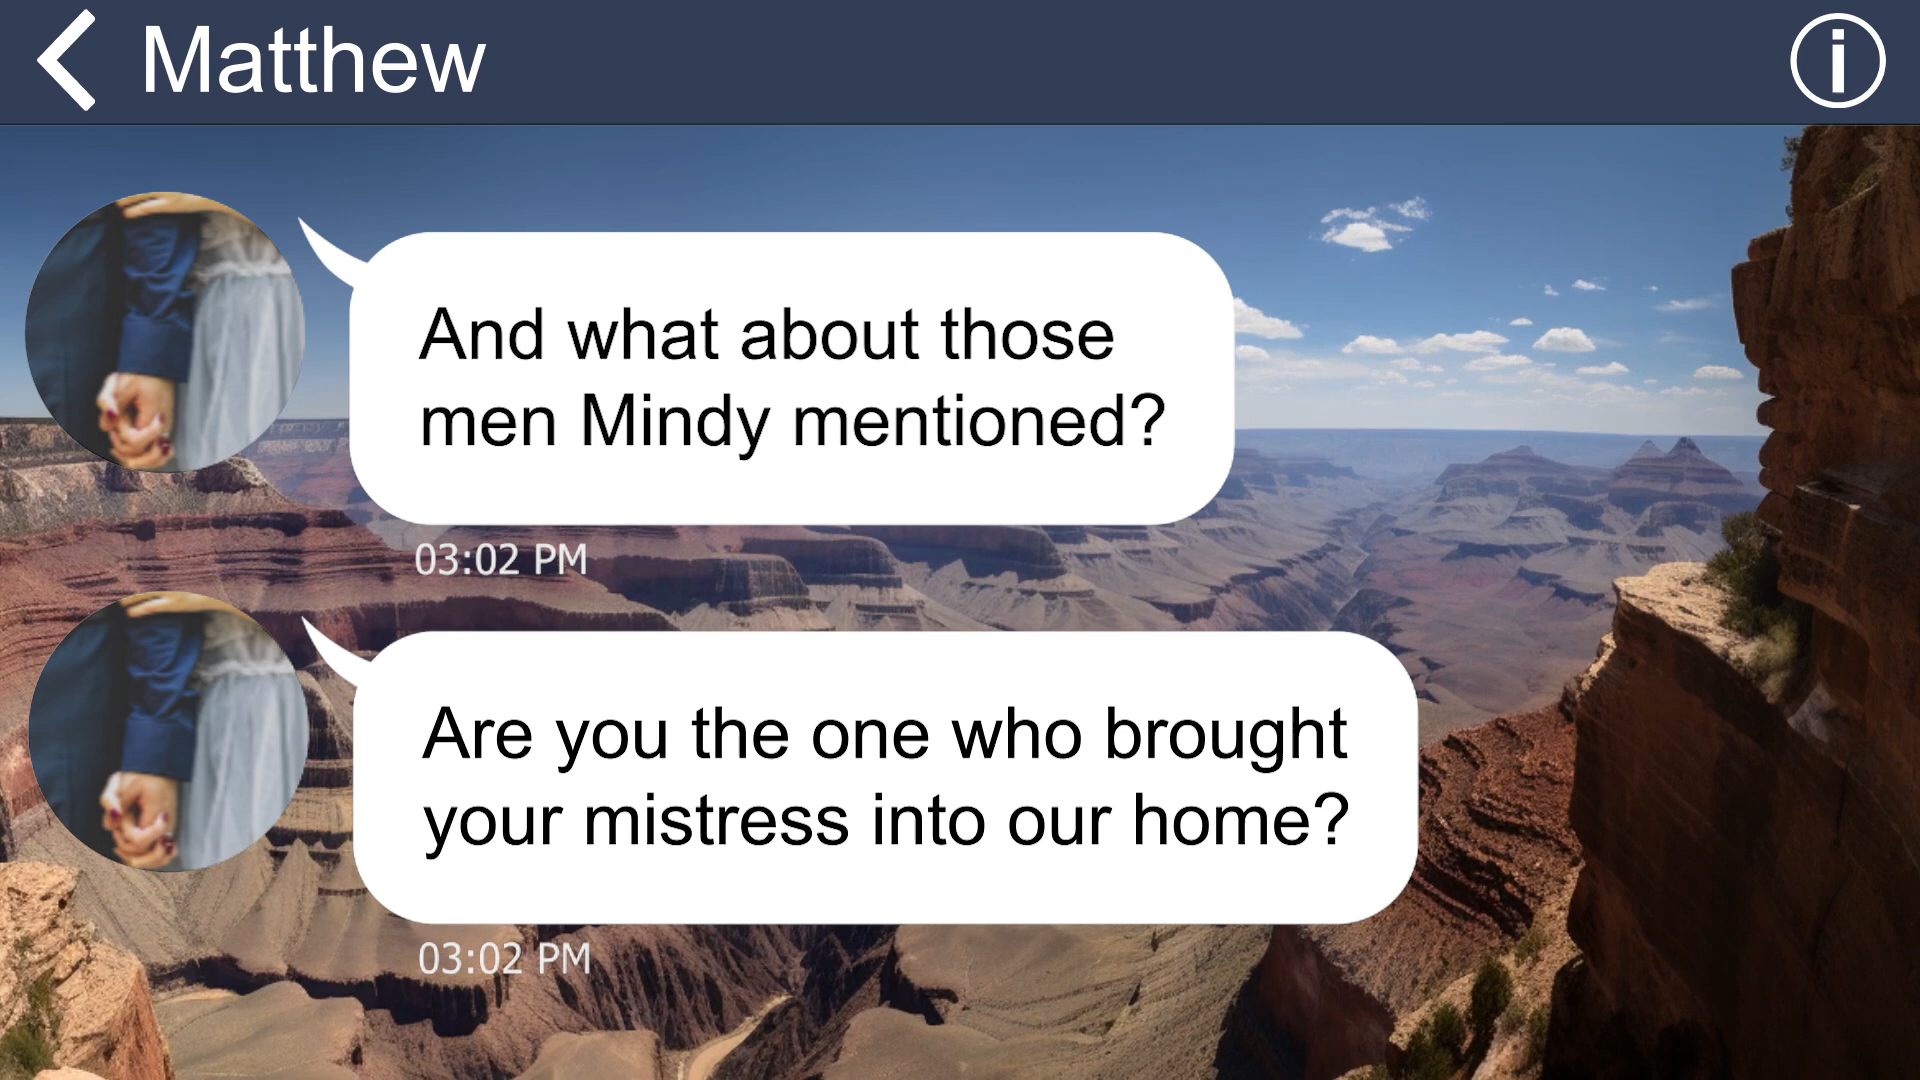 Matthew
And what about those
men Mindy mentioned?
03:02 PM
Are you the one who brought
your mistress into our home?
03:02 PM